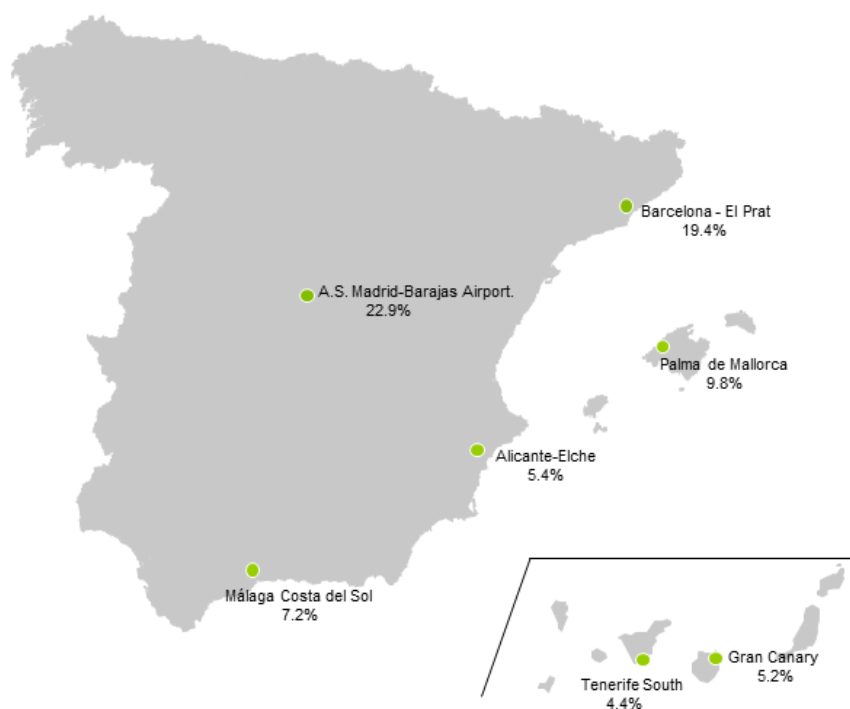 Barcelona - El Prat
19.4%
A.S. Madrid-Barajas Airport.
22.9%
Palma de Mallorca
9.8%
Alicante-Elche
5.4%
Málaga Costa del Sol
7.2%
Gran Canary
5.2%
Tenerife South
4.4%